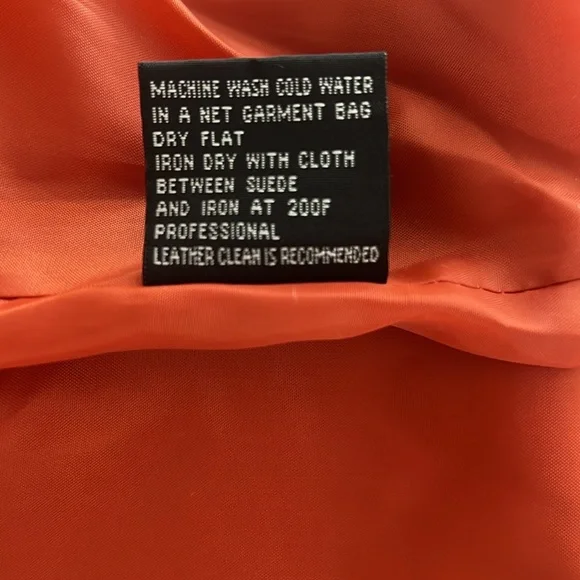 MACHINE WASH COLD WATER
IN A NET GARMENT BAG
DRY FLAT
IRON DRY WITH CLOTH
BETWEEN SUEDE
AND IRON AT 200F
PROFESSIONAL
LEATHER CLEAN IS RECOMMENDED